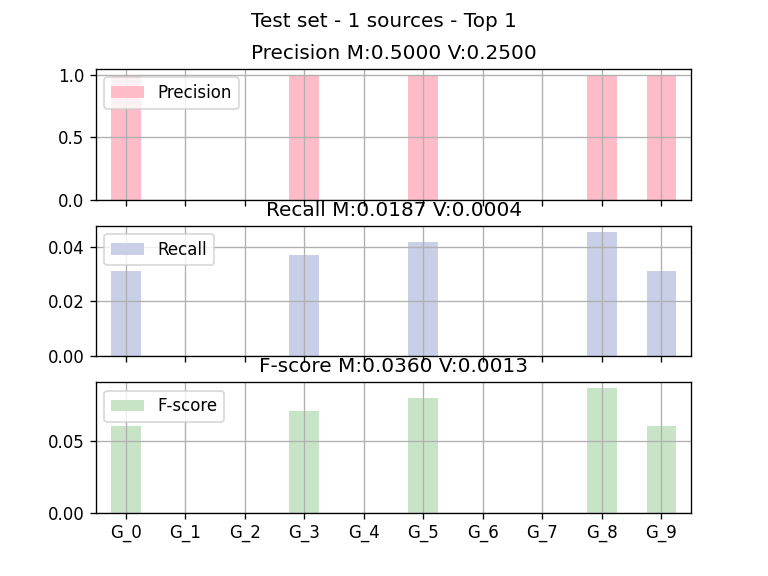 Test set - 1 sources - Top 1
Precision M:0.5000 V:0.2500
1.0
Precision
0.5
0.0
Recall M:0.0187 V:0.0004
0.04
Recall
0.02
0.00
F-score M:0.0360 V:0.0013
F-score
0.05
0.00
G_0 G_1 G_2 G_3 G_4 G_5 G_6 G_7 G_8 G_9